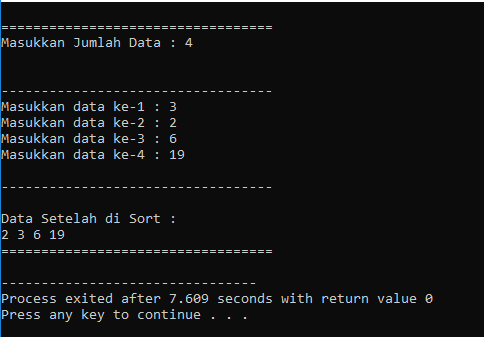 ==================================
Masukkan Jumlah Data : 4
----------------------------------
Masukkan data ke-1 : 3
Masukkan data ke-2 : 2
Masukkan data ke-3 : 6
Masukkan data ke-4 : 19
----------------------------------
Data Setelah di Sort :
2 3 6 19
==================================
--------------------------------
Process exited after 7.609 seconds with return value 0
Press any key to continue . . .